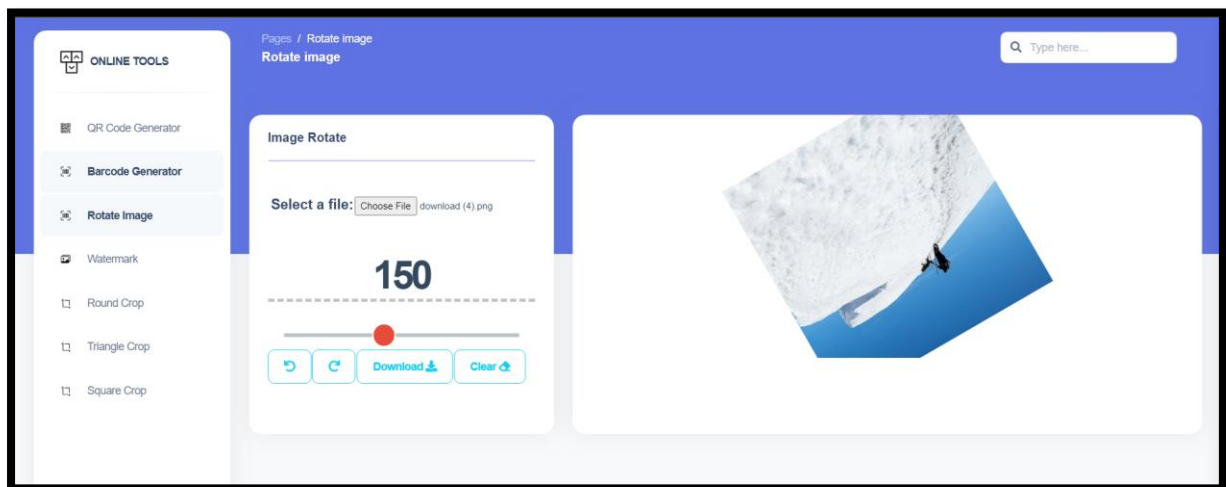 ONLINE TOOLS
QR Code Generator
Barcode Generator
Rotate Image
Watermark
Round Crop
Triangle Crop
Square Crop
Pages / Rotate image
Rotate image
Type here...
Image Rotate
Select a file: Choose File download (4).png
150
Download
Clear